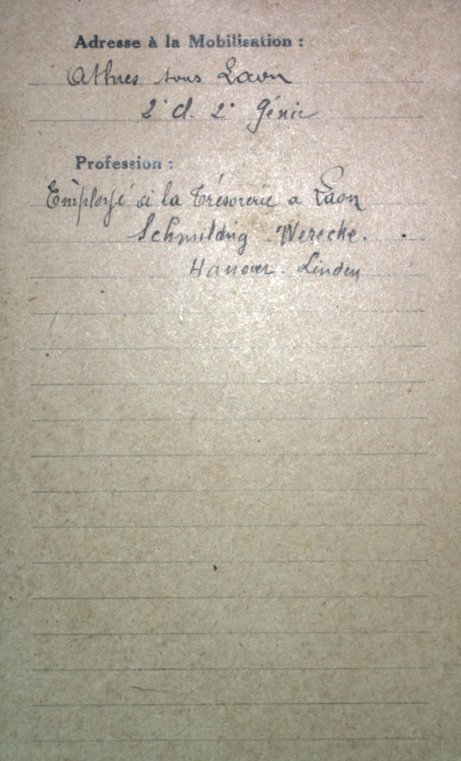 Adresse à la Mobilisation :
Athies sous Laon
2e cl. 2e Génie
Profession :
Employé à la Trésorerie a Laon
Schmilding Werecke.
Hanover. Linden